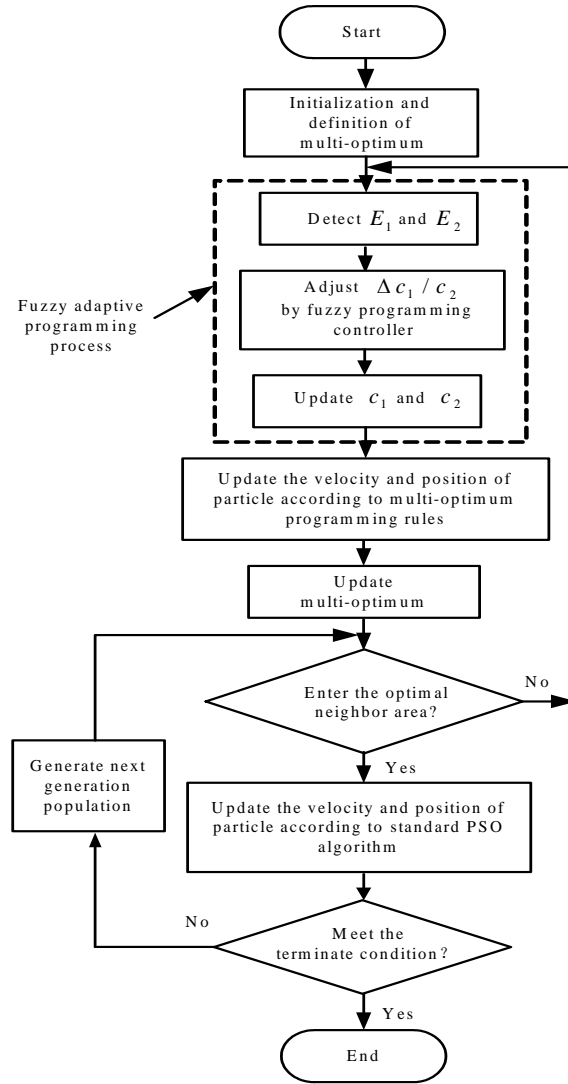 Start
Initialization and
definition of
multi-optimum
Detect E₁ and E₂
Adjust Δc₁ / c₂
by fuzzy programming
controller
Fuzzy adaptive
programming
process
Update c₁ and c₂
Update the velocity and position of
particle according to multi-optimum
programming rules
Update
multi-optimum
Enter the optimal
neighbor area?
No
Yes
Generate next
generation
population
Update the velocity and position of
particle according to standard PSO
algorithm
No
Meet the
terminate condition?
Yes
End